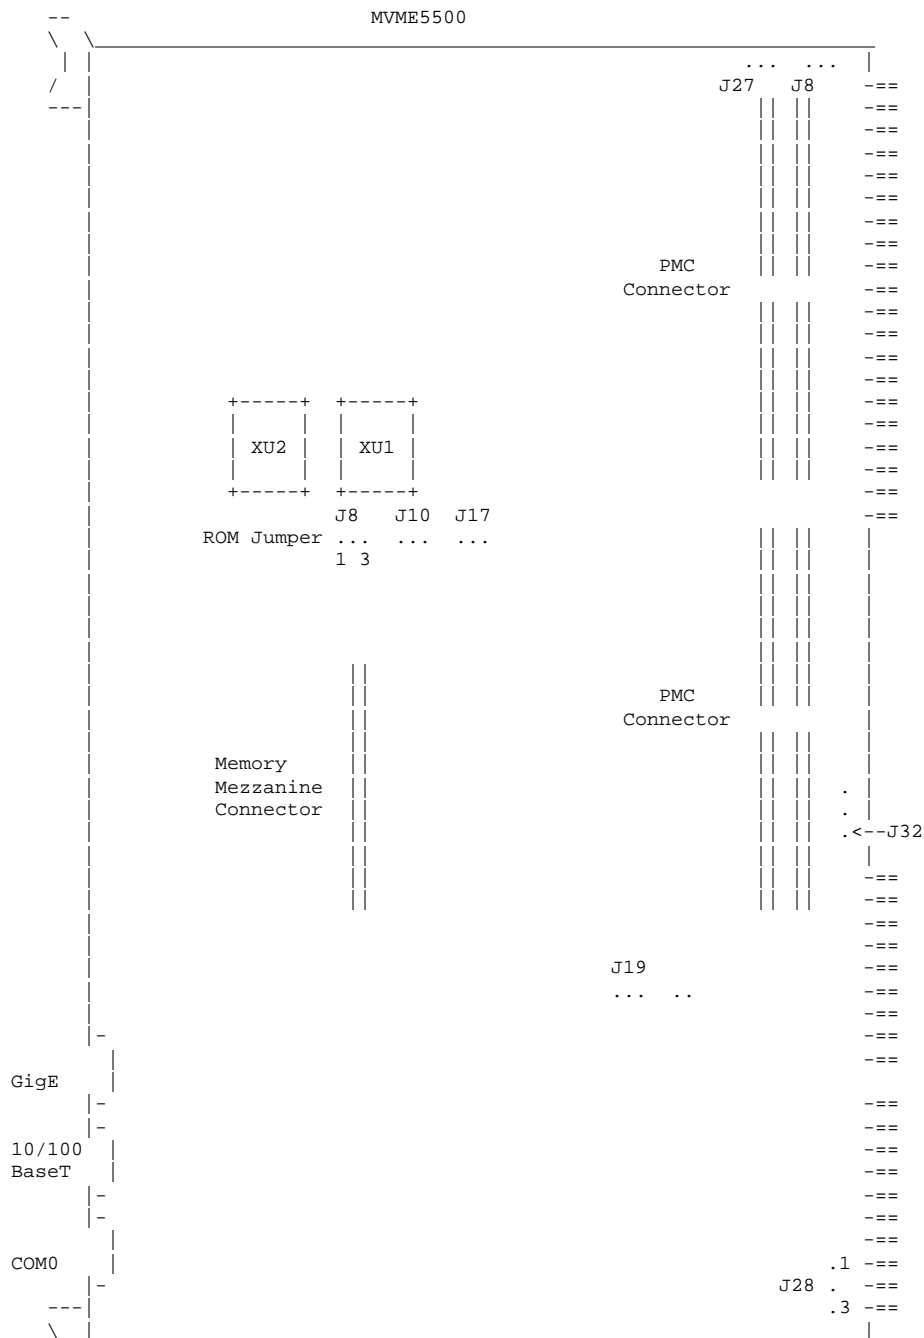 MVME5500
... ...
J27 J8
PMC
Connector
XU2 XU1
J8 J10 J17
ROM Jumper ... ... ...
1 3
PMC
Connector
Memory
Mezzanine
Connector
.<--J32
J19
... ..
GigE
10/100
BaseT
COM0
.1
J28 .
.3